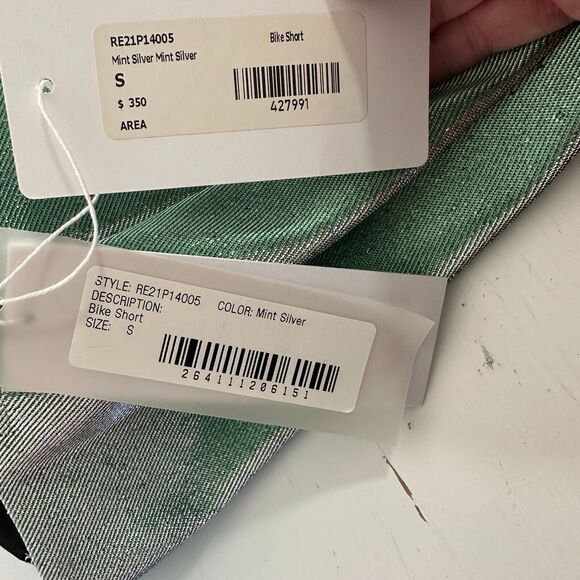 RE21P14005 Bike Short
Mint Silver Mint Silver
S
$ 350
427991
AREA
STYLE: RE21P14005 COLOR: Mint Silver
DESCRIPTION:
Bike Short
SIZE: S
264111206151